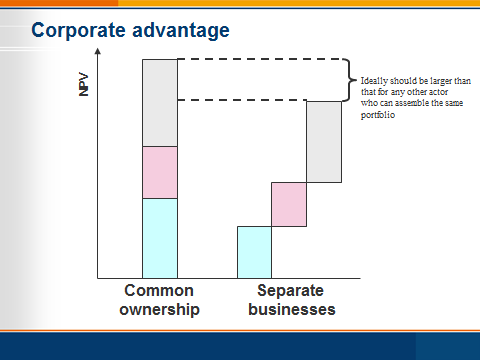 Corporate advantage
NPV
Ideally should be larger than
that for any other actor
who can assemble the same
portfolio
Common
ownership
Separate
businesses